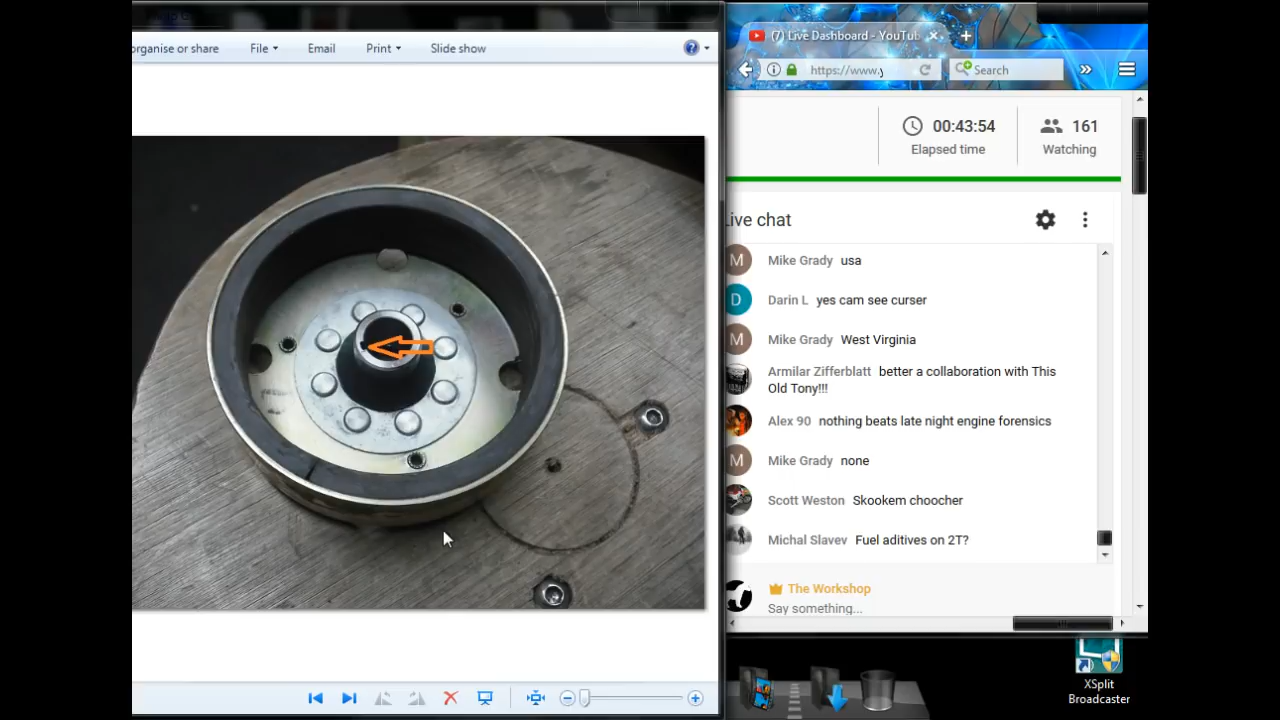 organise or share
File
Email
Print
Slide show
(7) Live Dashboard - YouTub
https://www.y
Search
00:43:54
Elapsed time
161
Watching
Live chat
M
Mike Grady usa
D
Darin L yes cam see curser
M
Mike Grady West Virginia
Armilar Zifferblatt better a collaboration with This
Old Tony!!!
Alex 90 nothing beats late night engine forensics
M
Mike Grady none
Scott Weston Skookem choocher
Michal Slavev Fuel aditives on 2T?
The Workshop
Say something...
XSplit
Broadcaster